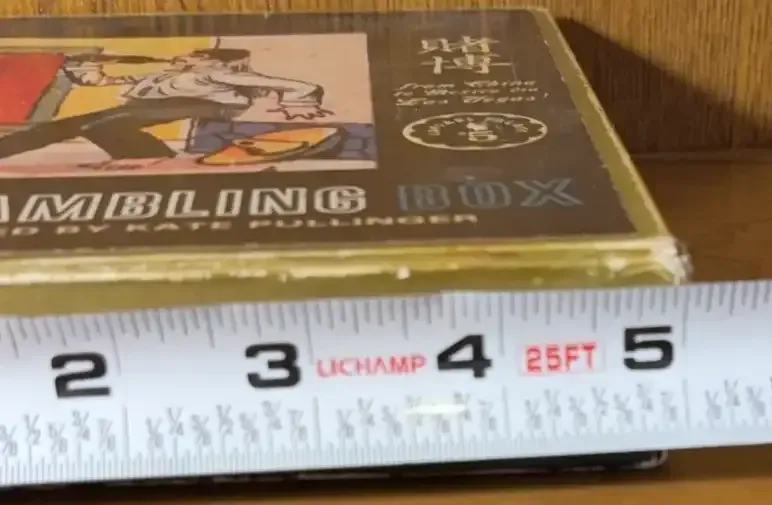 賭
博
from China
to Mexico via
Las Vegas!
AMBLING BOX
ED BY KATE PULLINGER
2 3 LICHAMP 4 25FT 5